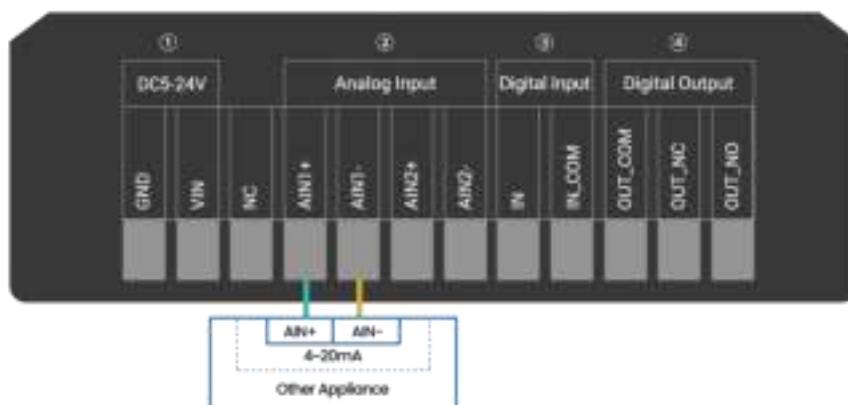 ① ② ③ ④
DC5-24V Analog Input Digital Input Digital Output
GND VIN NC AIN1+ AIN1- AIN2+ AIN2- IN IN_COM OUT_COM OUT_NC OUT_NO
AIN+ AIN-
4~20mA
Other Appliance